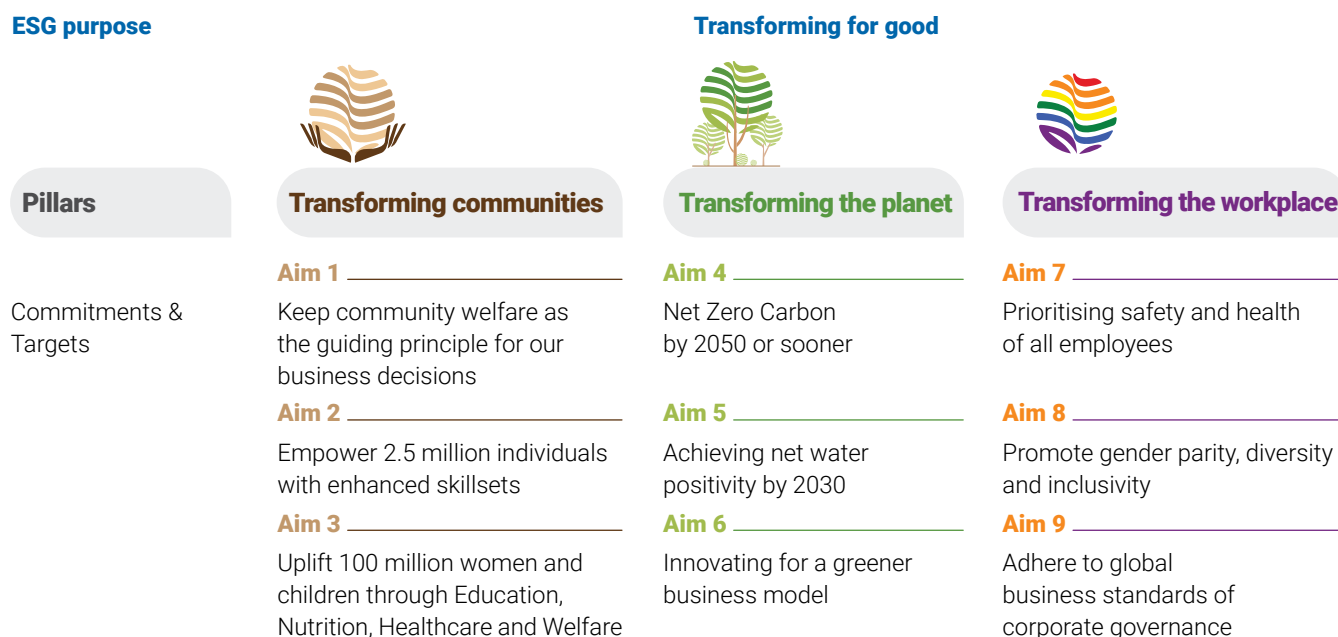 ESG purpose
Transforming for good
Pillars
Transforming communities
Transforming the planet
Transforming the workplace
Commitments &
Targets
Aim 1
Keep community welfare as
the guiding principle for our
business decisions
Aim 2
Empower 2.5 million individuals
with enhanced skillsets
Aim 3
Uplift 100 million women and
children through Education,
Nutrition, Healthcare and Welfare
Aim 4
Net Zero Carbon
by 2050 or sooner
Aim 5
Achieving net water
positivity by 2030
Aim 6
Innovating for a greener
business model
Aim 7
Prioritising safety and health
of all employees
Aim 8
Promote gender parity, diversity
and inclusivity
Aim 9
Adhere to global
business standards of
corporate governance